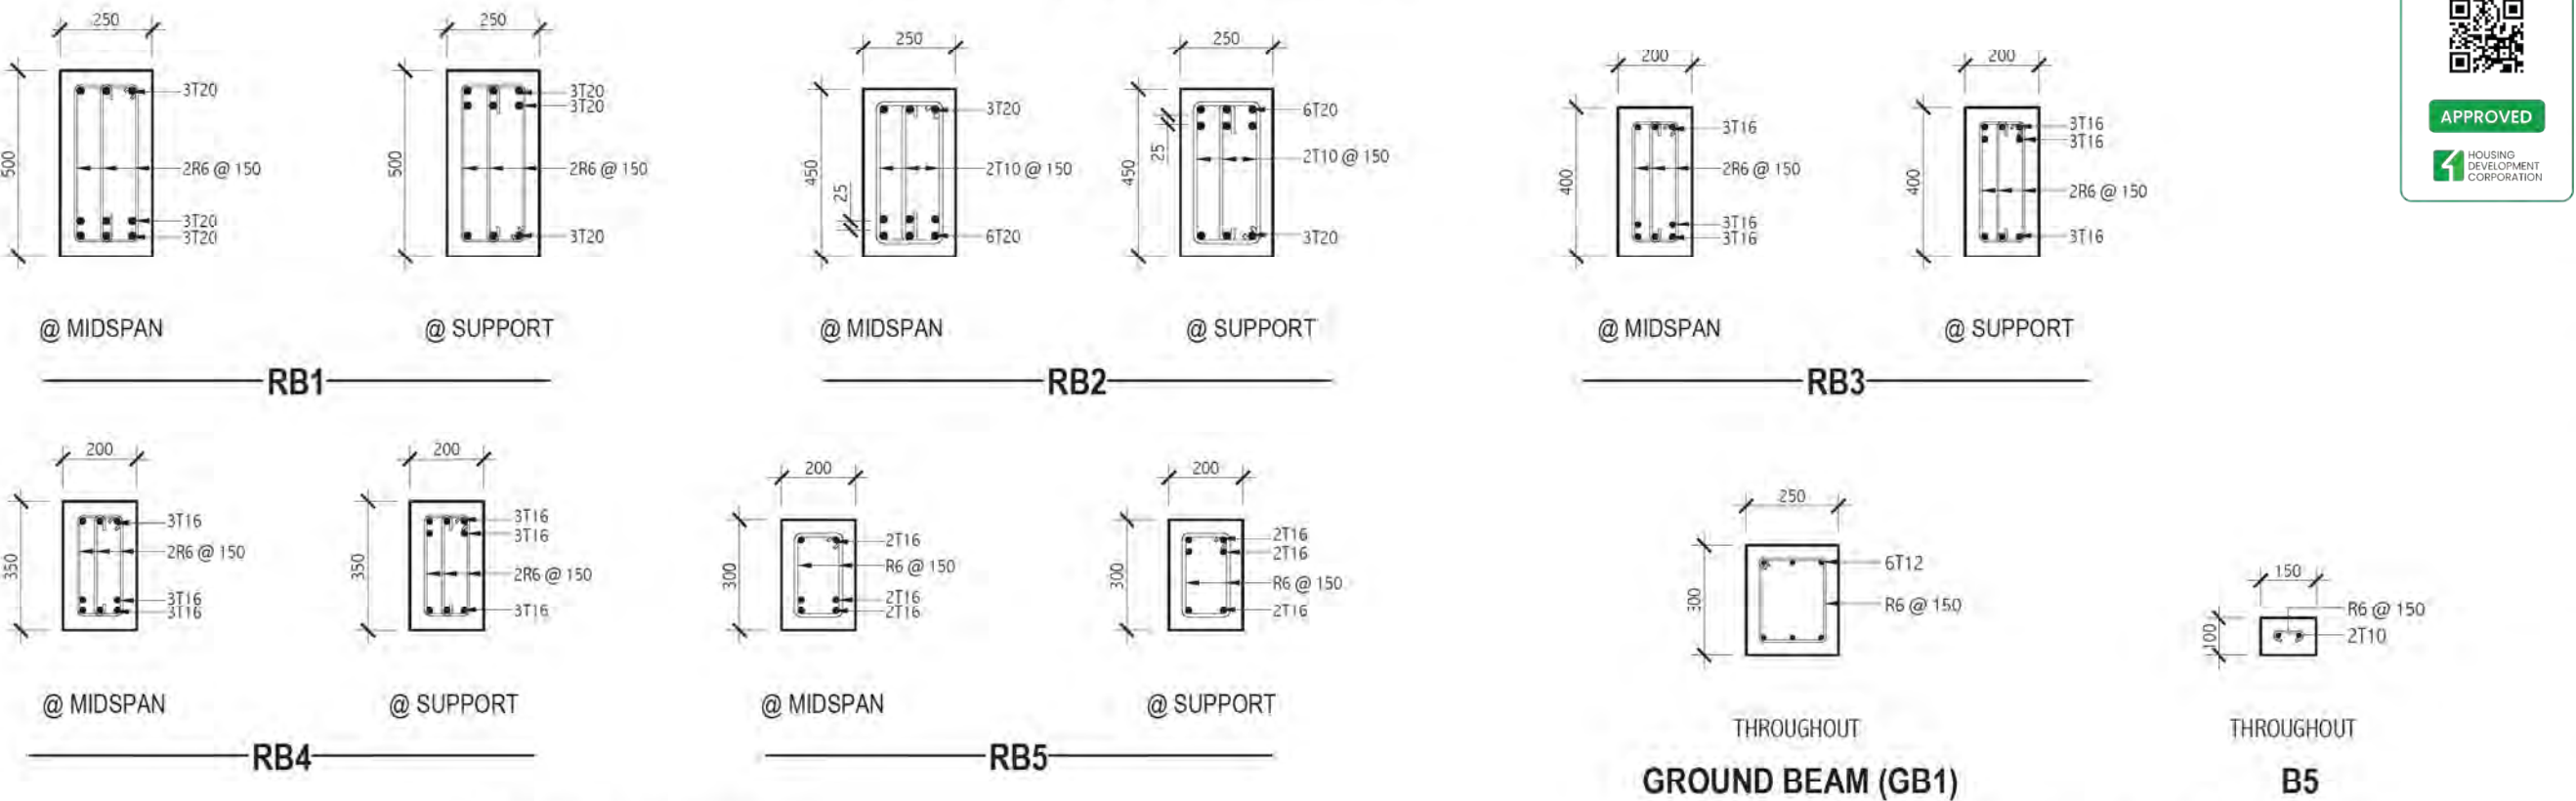 250
500
3T20
2R6 @ 150
3T20
3T20
@ MIDSPAN
250
500
3T20
3T20
2R6 @ 150
3T20
@ SUPPORT
RB1
250
450
25
3T20
2T10 @ 150
6T20
@ MIDSPAN
250
450
25
6T20
2T10 @ 150
3T20
@ SUPPORT
RB2
200
400
3T16
2R6 @ 150
3T16
3T16
@ MIDSPAN
200
400
3T16
3T16
2R6 @ 150
3T16
@ SUPPORT
RB3
APPROVED
HOUSING
DEVELOPMENT
CORPORATION
200
350
3T16
2R6 @ 150
3T16
3T16
@ MIDSPAN
200
350
3T16
3T16
2R6 @ 150
3T16
@ SUPPORT
RB4
200
300
2T16
R6 @ 150
2T16
2T16
@ MIDSPAN
200
300
2T16
2T16
R6 @ 150
2T16
@ SUPPORT
RB5
250
300
6T12
R6 @ 150
THROUGHOUT
GROUND BEAM (GB1)
150
100
R6 @ 150
2T10
THROUGHOUT
B5